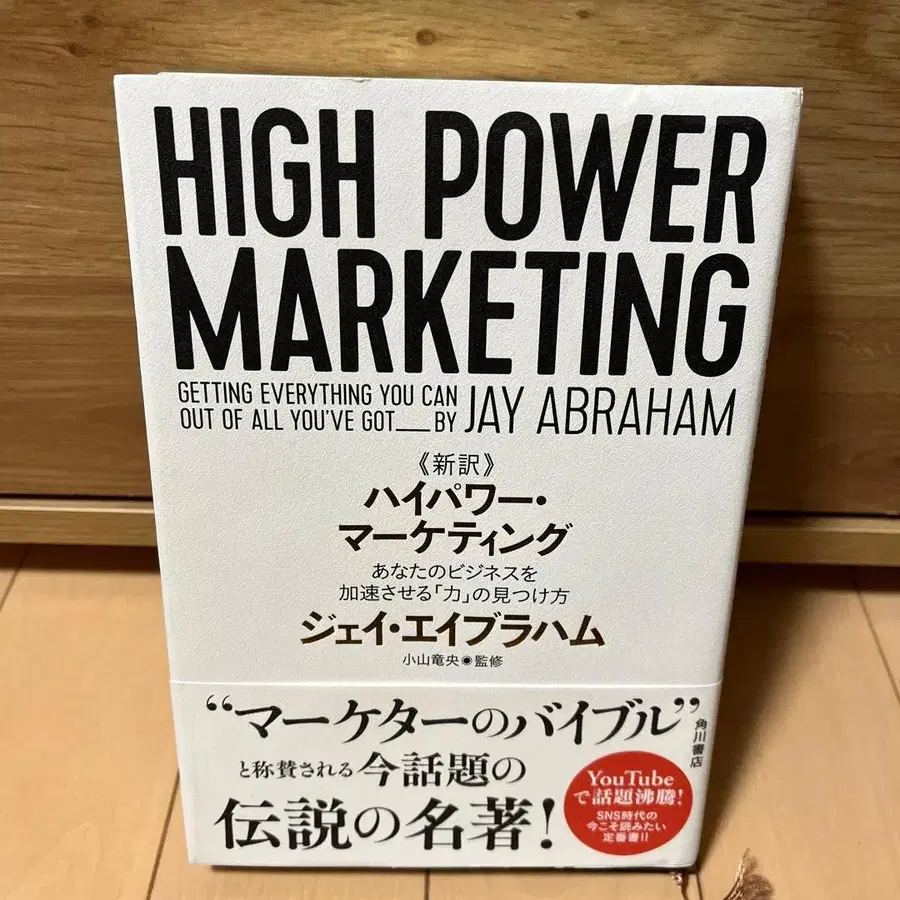 HIGH POWER
MARKETING
GETTING EVERYTHING YOU CAN
OUT OF ALL YOU'VE GOT___BY JAY ABRAHAM
《新訳》
ハイパワー・
マーケティング
あなたのビジネスを
加速させる「力」の見つけ方
ジェイ・エイブラハム
小山竜央◉監修
“マーケターのバイブル”
と称賛される今話題の
伝説の名著!
角川書店
YouTube
で話題沸騰!
SNS時代の
今こそ読みたい
定番書!!